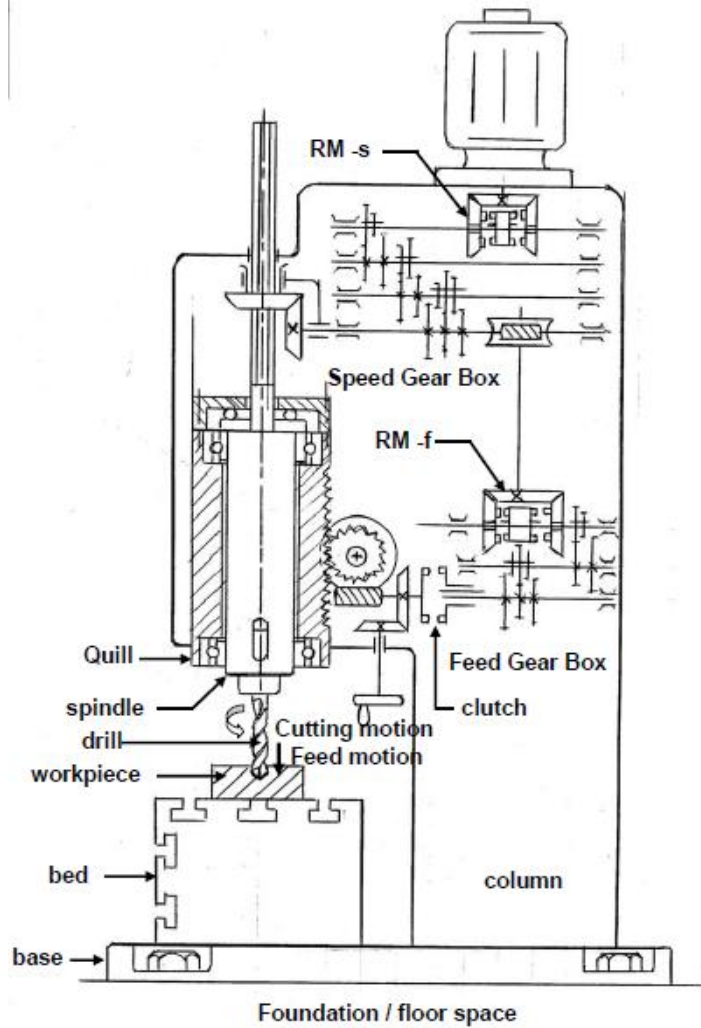 RM -s
Speed Gear Box
RM -f
Quill
Feed Gear Box
spindle
clutch
drill
Cutting motion
Feed motion
workpiece
bed
column
base
Foundation / floor space